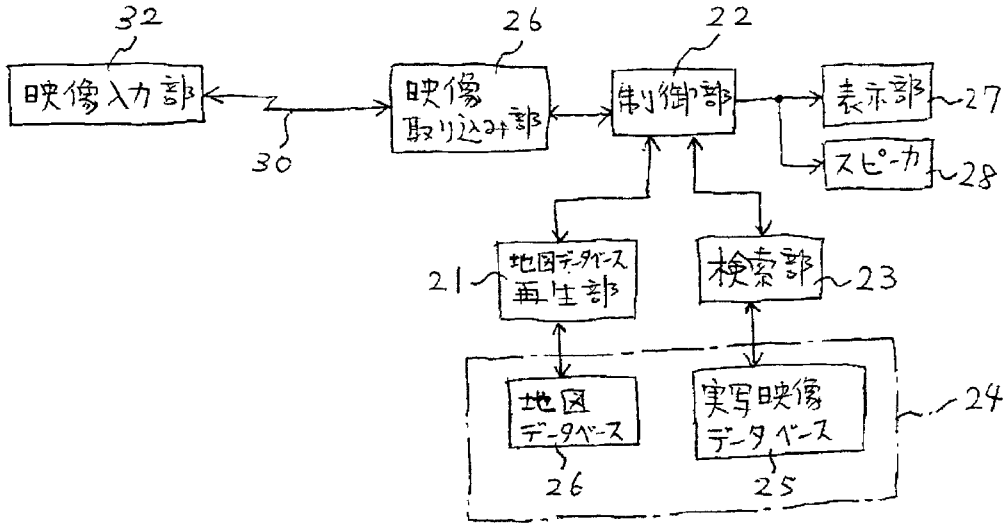 32
26
22
映像入力部
映像
取り込み部
制御部
表示部
27
30
スピーカ
28
21
地図データベース
再生部
検索部
23
地図
データベース
実写映像
データベース
24
26
25